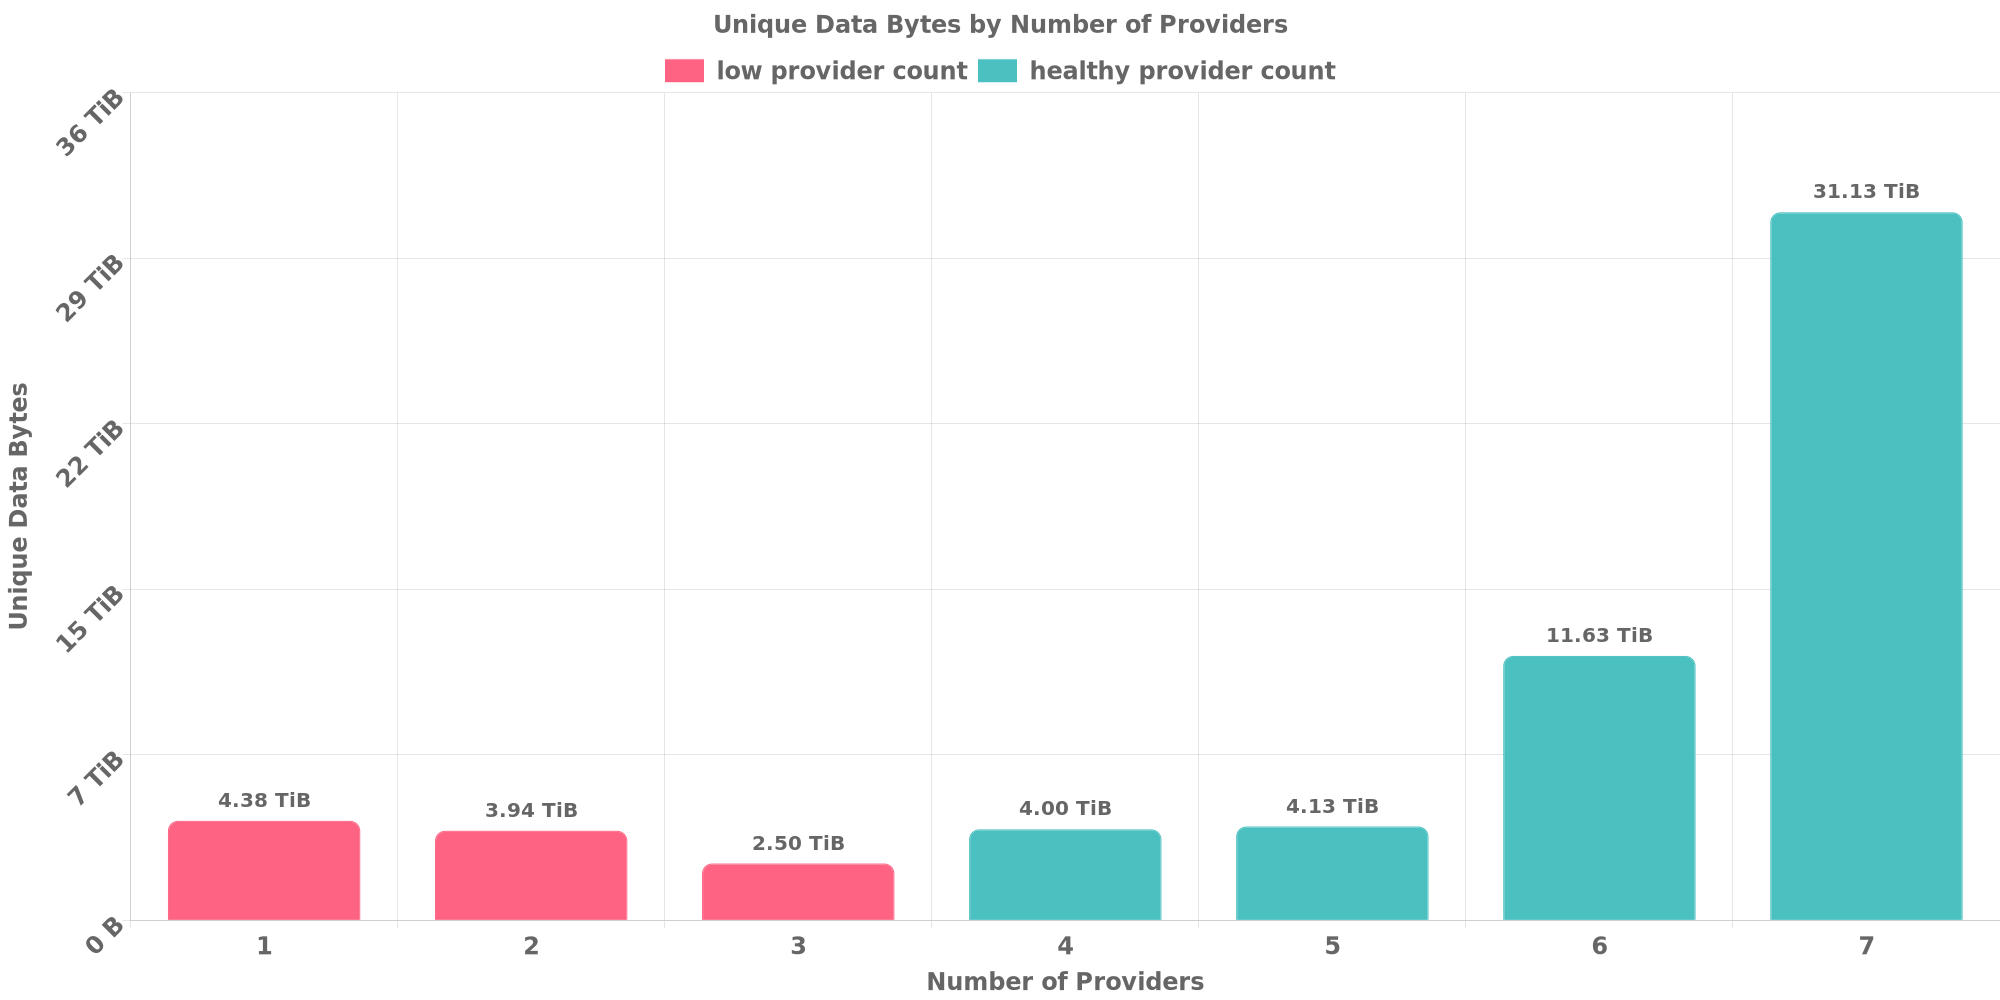 Unique Data Bytes by Number of Providers
low provider count healthy provider count
36 TiB
29 TiB
22 TiB
15 TiB
7 TiB
0 B
Unique Data Bytes
4.38 TiB
3.94 TiB
2.50 TiB
4.00 TiB
4.13 TiB
11.63 TiB
31.13 TiB
1 2 3 4 5 6 7
Number of Providers